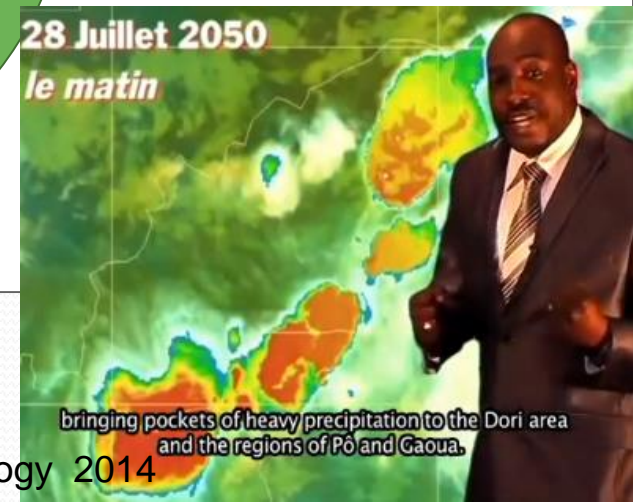 28 Juillet 2050
le matin
bringing pockets of heavy precipitation to the Dori area
and the regions of Pô and Gaoua.
ogy 2014